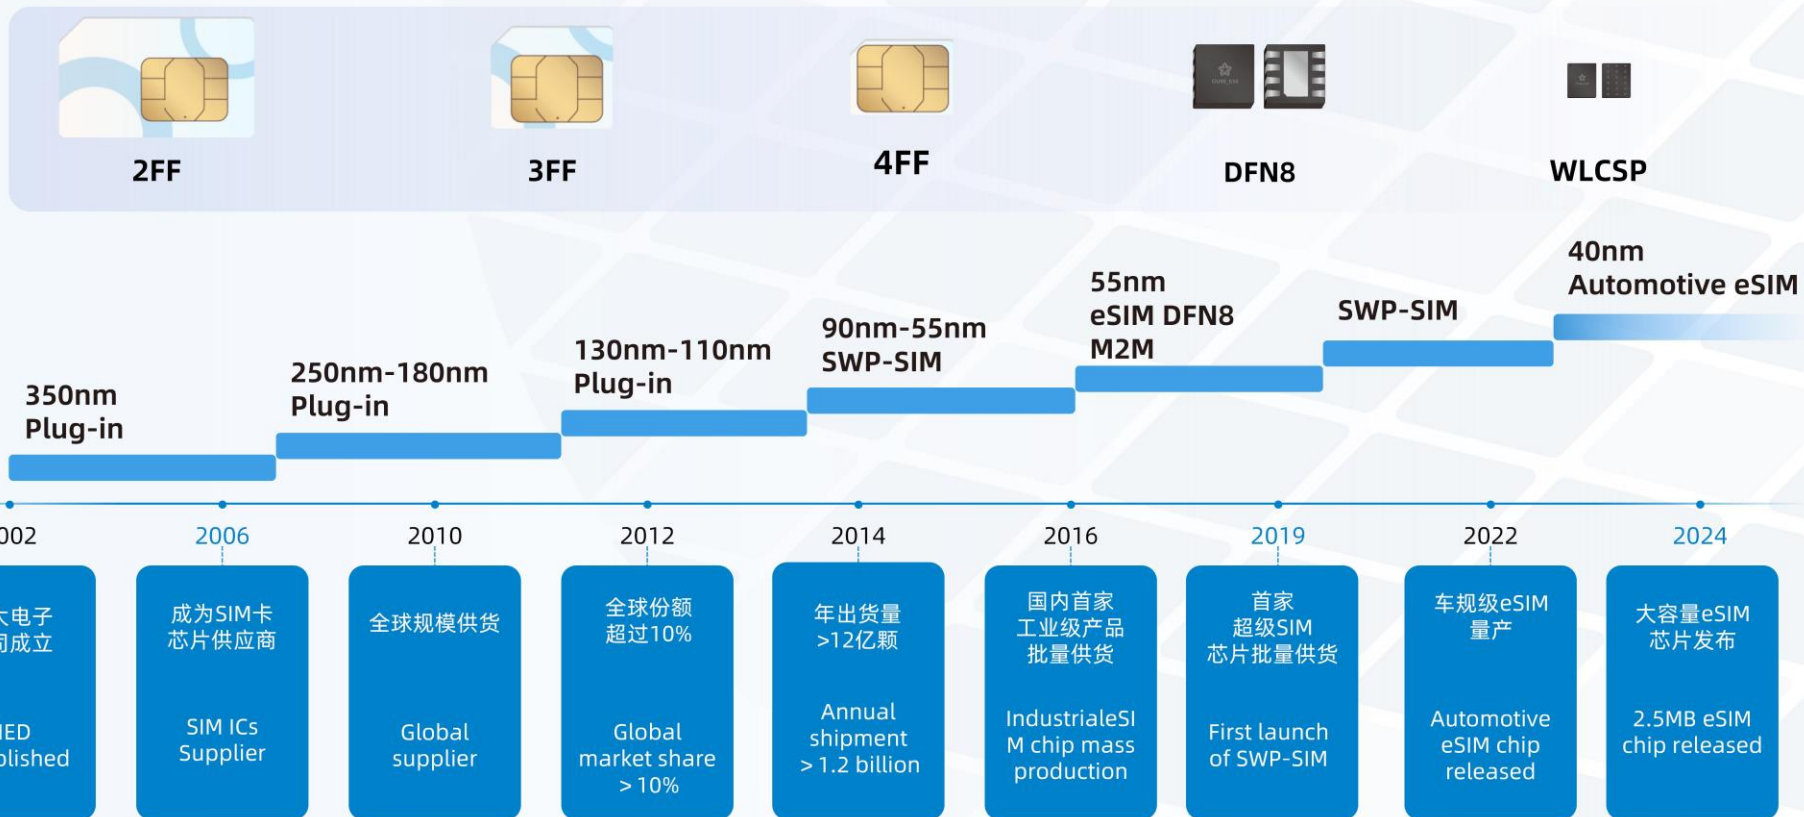 2FF
3FF
4FF
DFN8
WLCSP
350nm
Plug-in
250nm-180nm
Plug-in
130nm-110nm
Plug-in
90nm-55nm
SWP-SIM
55nm
eSIM DFN8
M2M
SWP-SIM
40nm
Automotive eSIM
002
2006
2010
2012
2014
2016
2019
2022
2024
大电子
司成立
成为SIM卡
芯片供应商
SIM ICs
Supplier
全球规模供货
Global
supplier
全球份额
超过10%
Global
market share
> 10%
年出货量
>12亿颗
Annual
shipment
> 1.2 billion
国内首家
工业级产品
批量供货
IndustrialeSI
M chip mass
production
首家
超级SIM
芯片批量供货
First launch
of SWP-SIM
车规级eSIM
量产
Automotive
eSIM chip
released
大容量eSIM
芯片发布
2.5MB eSIM
chip released